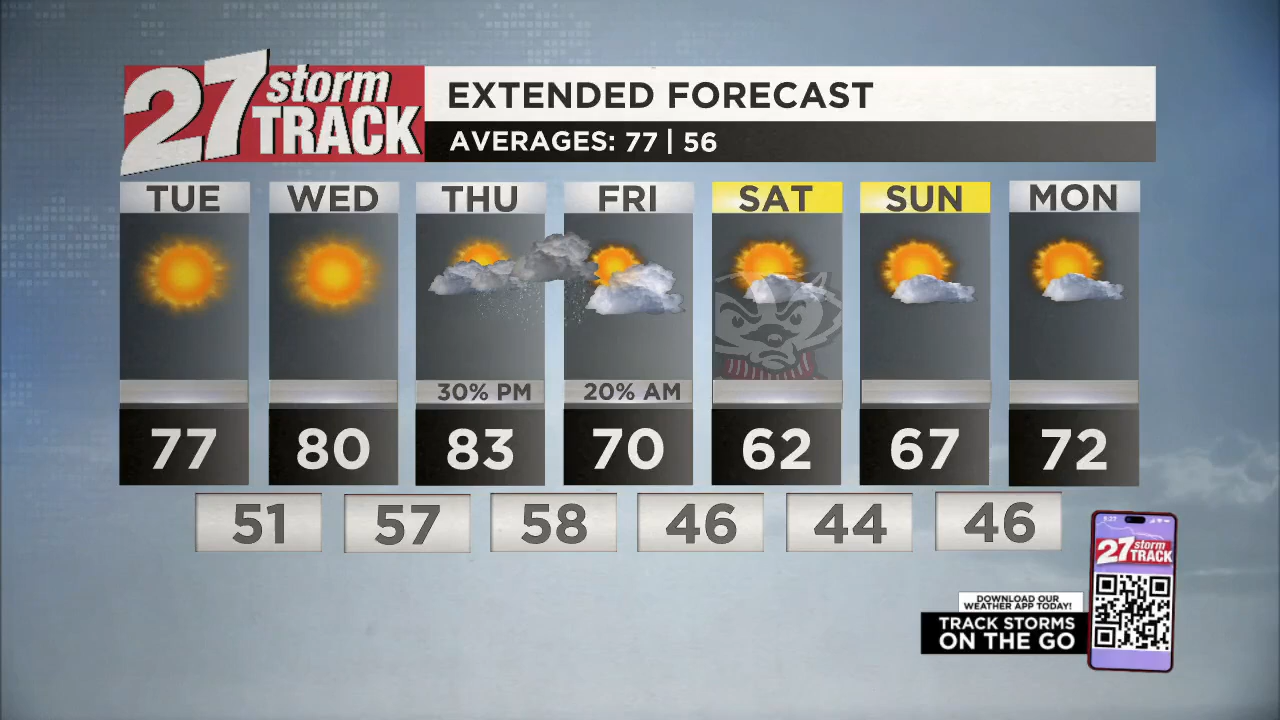 27 storm TRACK
EXTENDED FORECAST
AVERAGES: 77 | 56
TUE WED THU FRI SAT SUN MON
30% PM 20% AM
77 80 83 70 62 67 72
51 57 58 46 44 46
27 storm TRACK
DOWNLOAD OUR
WEATHER APP TODAY!
TRACK STORMS
ON THE GO